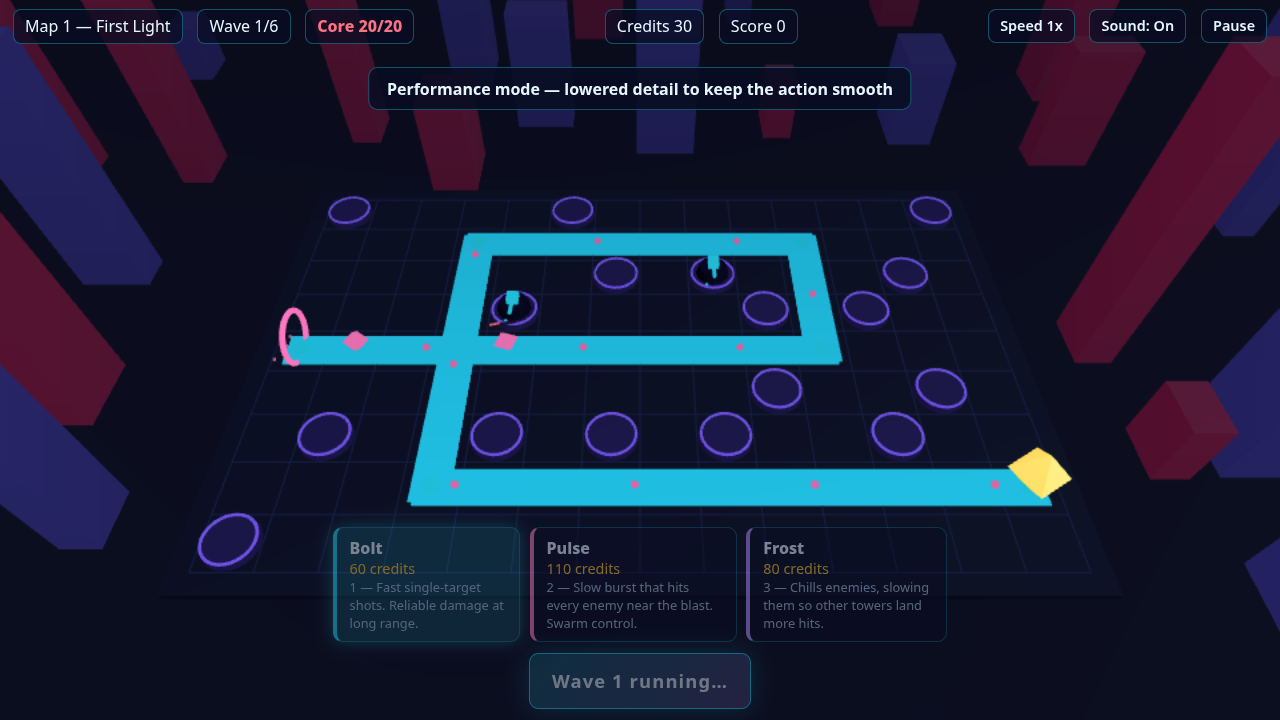 Map 1 — First Light
Wave 1/6
Core 20/20
Credits 30
Score 0
Speed 1x
Sound: On
Pause
Performance mode — lowered detail to keep the action smooth
Bolt
60 credits
1 — Fast single-target
shots. Reliable damage at
long range.
Pulse
110 credits
2 — Slow burst that hits
every enemy near the blast.
Swarm control.
Frost
80 credits
3 — Chills enemies, slowing
them so other towers land
more hits.
Wave 1 running…